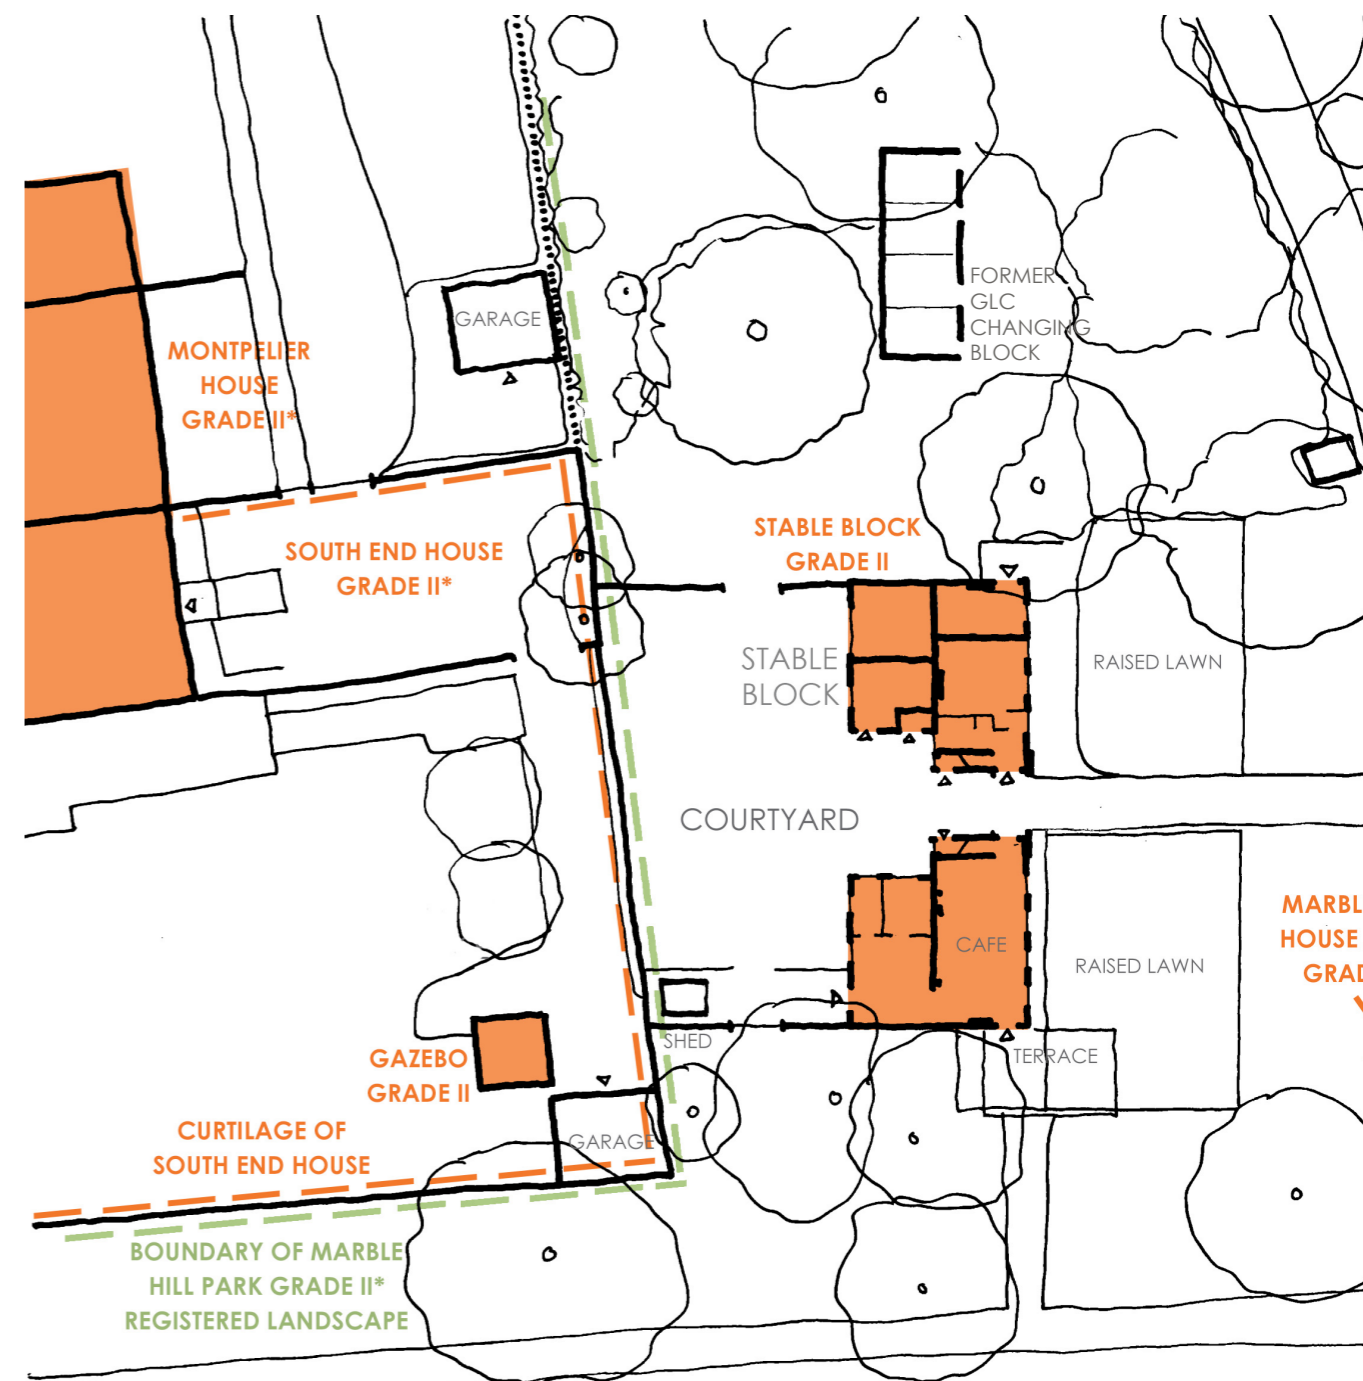 FORMER
GLC
CHANGING
BLOCK
GARAGE
MONTPELIER
HOUSE
GRADE II*
STABLE BLOCK
GRADE II
SOUTH END HOUSE
GRADE II*
STABLE
BLOCK
RAISED LAWN
COURTYARD
MARBL
HOUSE
GRAD
CAFE
RAISED LAWN
SHED
TERRACE
GAZEBO
GRADE II
GARAGE
CURTILAGE OF
SOUTH END HOUSE
BOUNDARY OF MARBLE
HILL PARK GRADE II*
REGISTERED LANDSCAPE